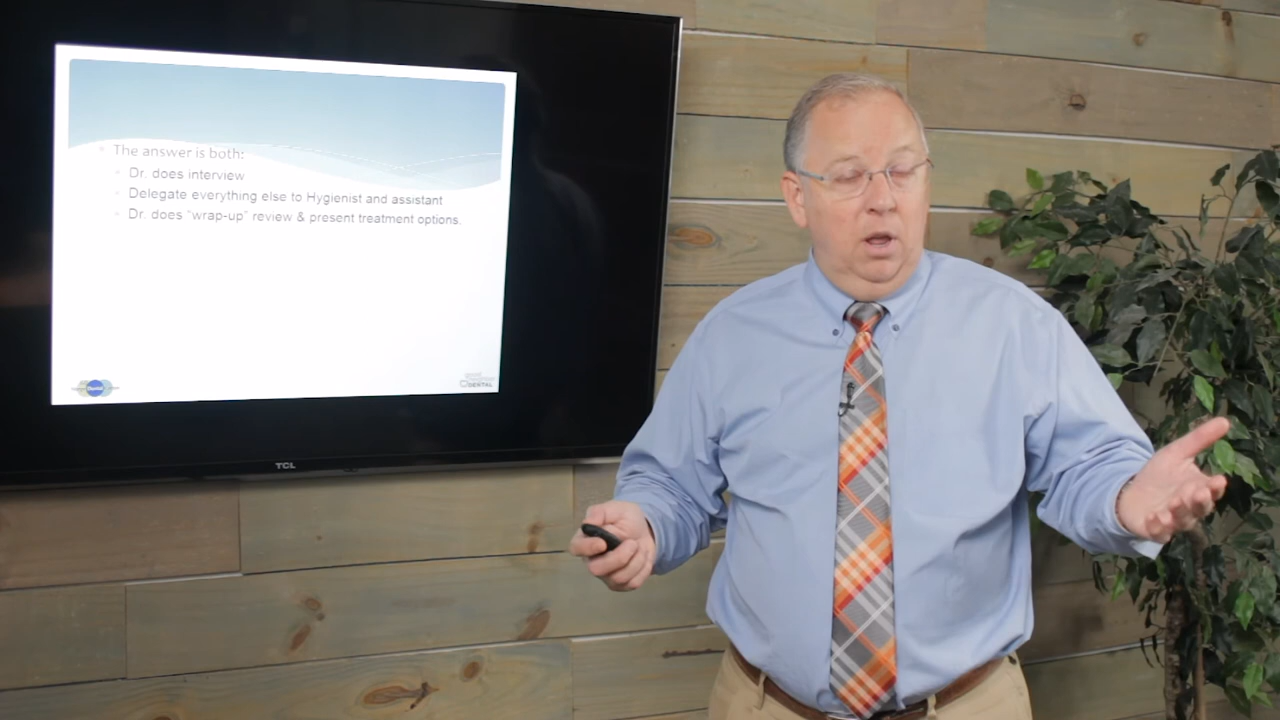 The answer is both:
Dr. does interview
Delegate everything else to Hygienist and assistant
Dr. does "wrap-up" review & present treatment options.
DENTAL
TCL